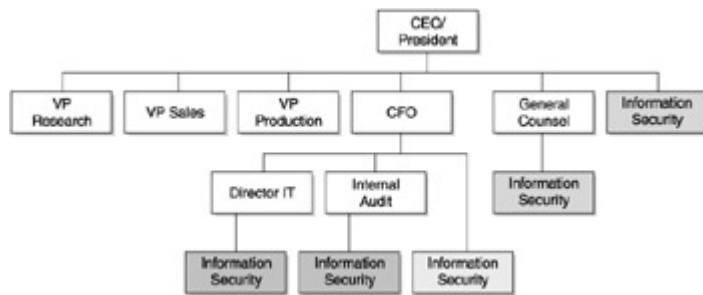 CEO/
President
VP
Research
VP Sales
VP
Production
CFO
General
Counsel
Information
Security
Director IT
Internal
Audit
Information
Security
Information
Security
Information
Security
Information
Security